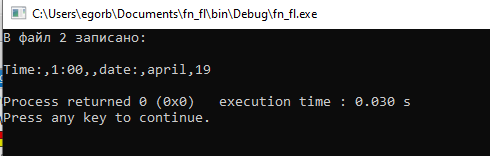 C:\Users\egorb\Documents\fn_fl\bin\Debug\fn_fl.exe
В файл 2 записано:
Time:,1:00,,date:,april,19
Process returned 0 (0x0)   execution time : 0.030 s
Press any key to continue.